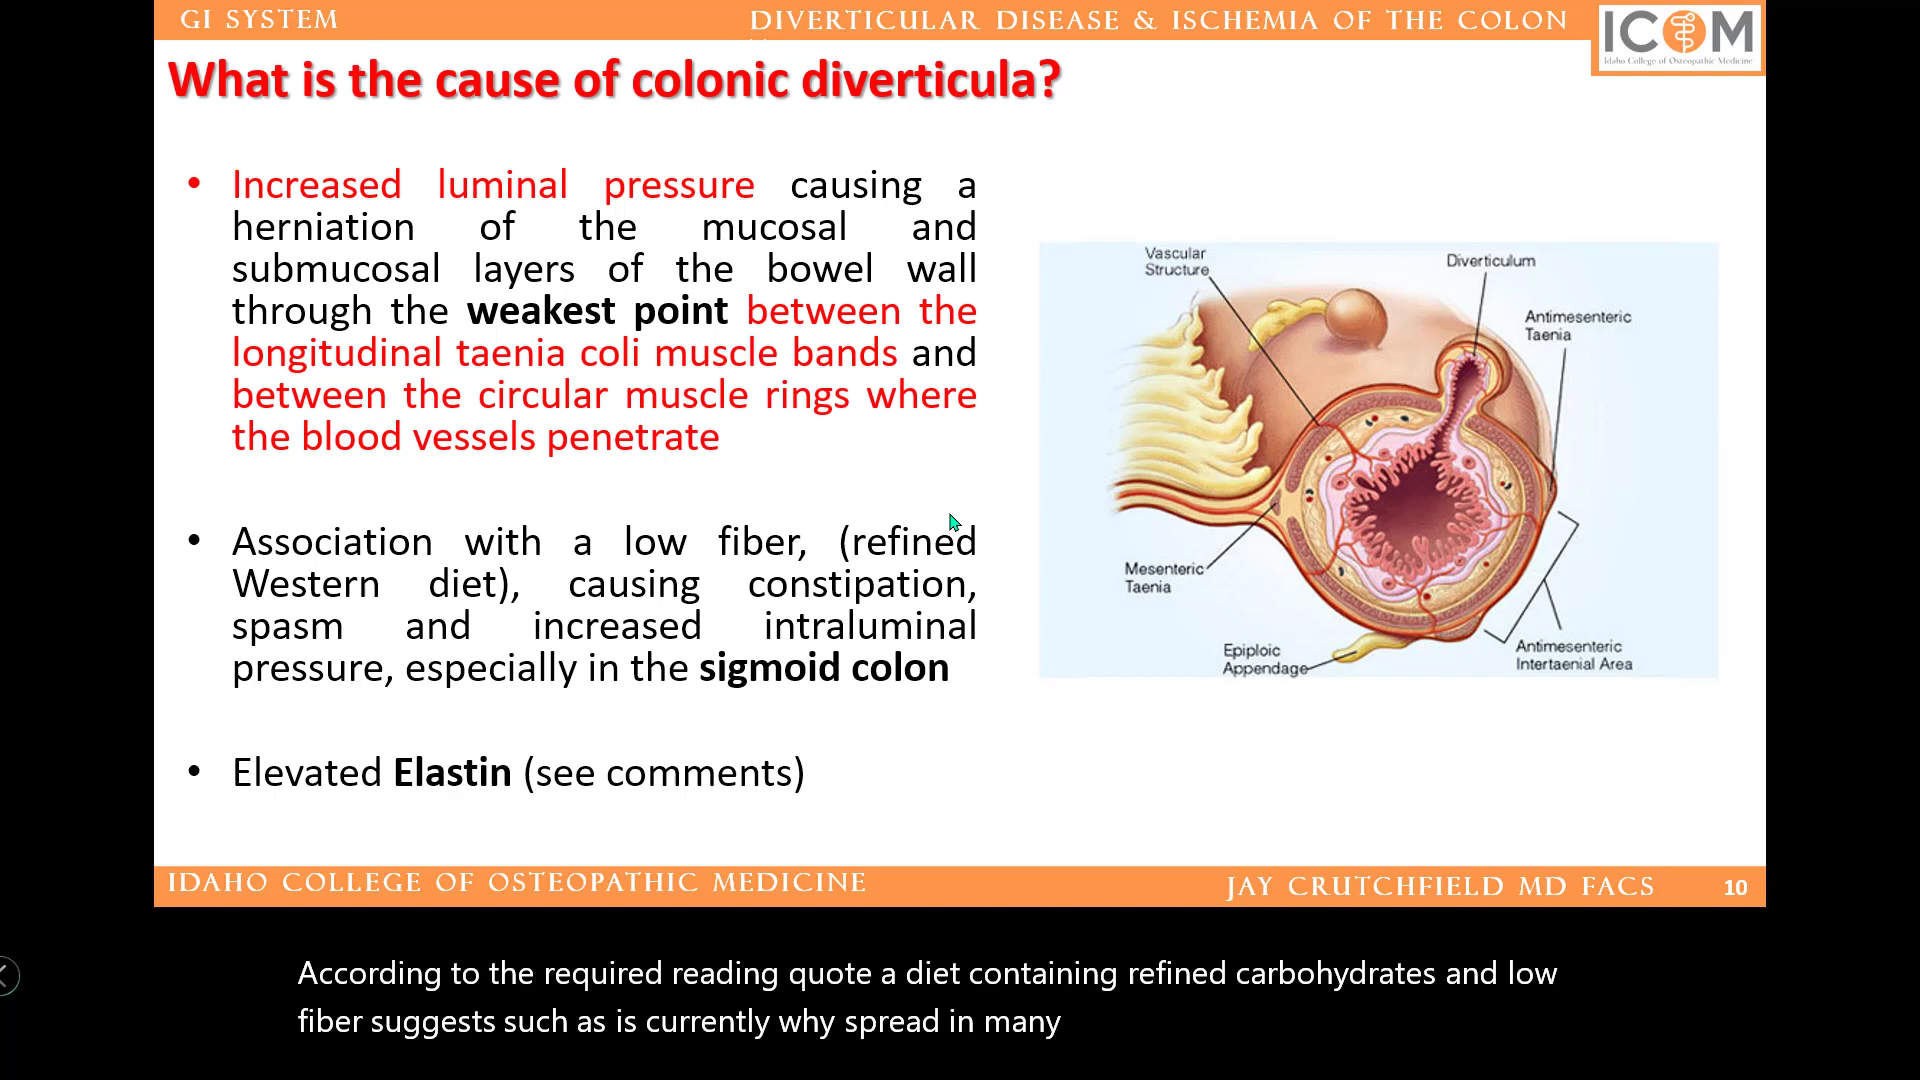 GI SYSTEM
DIVERTICULAR DISEASE & ISCHEMIA OF THE COLON
ICOM
Idaho College of Osteopathic Medicine
What is the cause of colonic diverticula?
• Increased luminal pressure causing a
herniation of the mucosal and
submucosal layers of the bowel wall
through the weakest point between the
longitudinal taenia coli muscle bands and
between the circular muscle rings where
the blood vessels penetrate
• Association with a low fiber, (refined
Western diet), causing constipation,
spasm and increased intraluminal
pressure, especially in the sigmoid colon
• Elevated Elastin (see comments)
Vascular
Structure
Diverticulum
Antimesenteric
Taenia
Mesenteric
Taenia
Epiploic
Appendage
Antimesenteric
Intertaenial Area
IDAHO COLLEGE OF OSTEOPATHIC MEDICINE
JAY CRUTCHFIELD MD FACS
10
According to the required reading quote a diet containing refined carbohydrates and low
fiber suggests such as is currently why spread in many